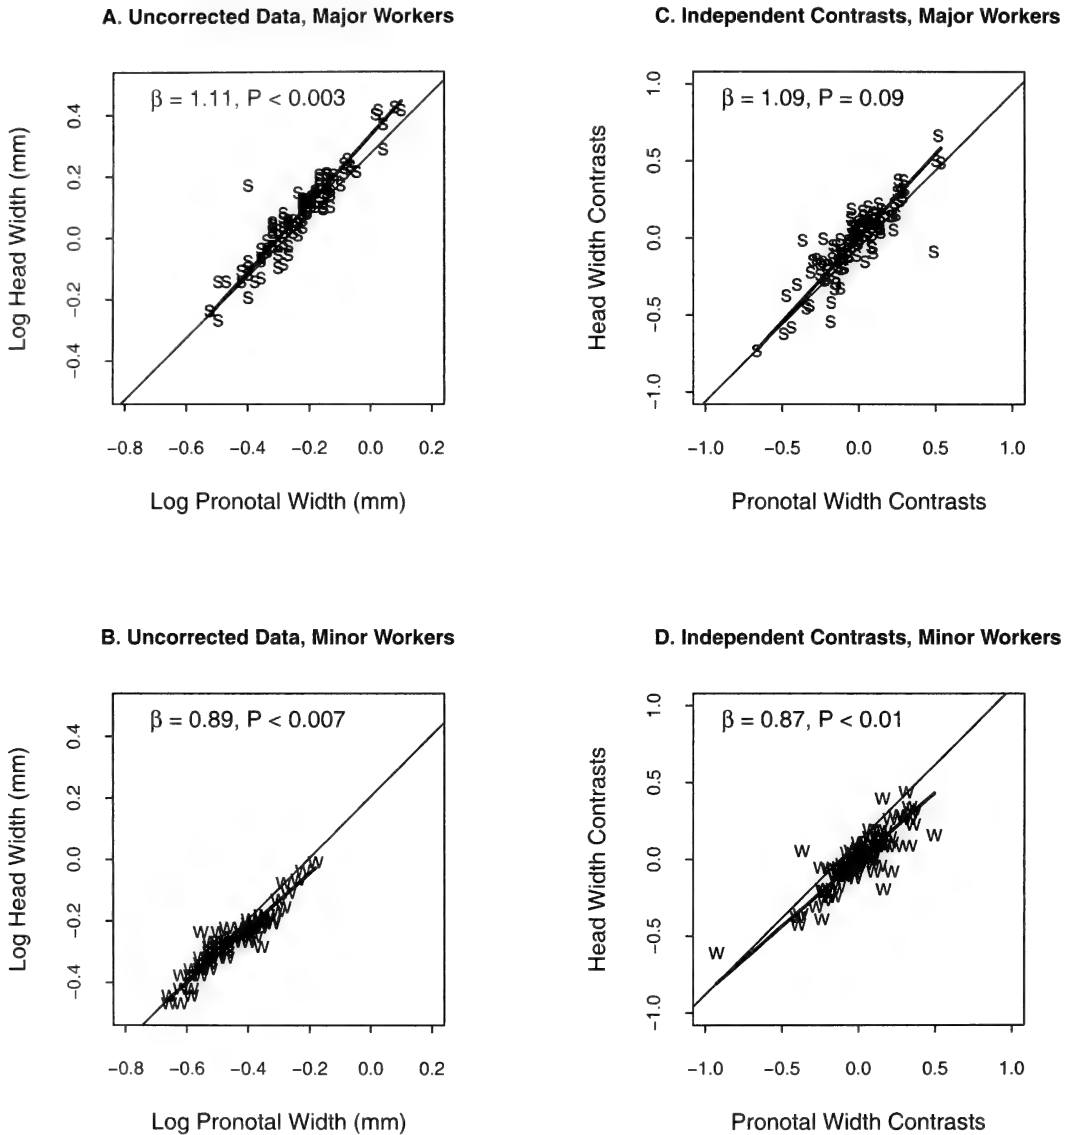 A. Uncorrected Data, Major Workers
β = 1.11, P < 0.003
Log Head Width (mm)
0.4
0.2
0.0
−0.2
−0.4
−0.8 −0.6 −0.4 −0.2 0.0 0.2
Log Pronotal Width (mm)
C. Independent Contrasts, Major Workers
β = 1.09, P = 0.09
Head Width Contrasts
1.0
0.5
0.0
−0.5
−1.0
−1.0 −0.5 0.0 0.5 1.0
Pronotal Width Contrasts
B. Uncorrected Data, Minor Workers
β = 0.89, P < 0.007
Log Head Width (mm)
0.4
0.2
0.0
−0.2
−0.4
−0.8 −0.6 −0.4 −0.2 0.0 0.2
Log Pronotal Width (mm)
D. Independent Contrasts, Minor Workers
β = 0.87, P < 0.01
Head Width Contrasts
1.0
0.5
0.0
−0.5
−1.0
−1.0 −0.5 0.0 0.5 1.0
Pronotal Width Contrasts